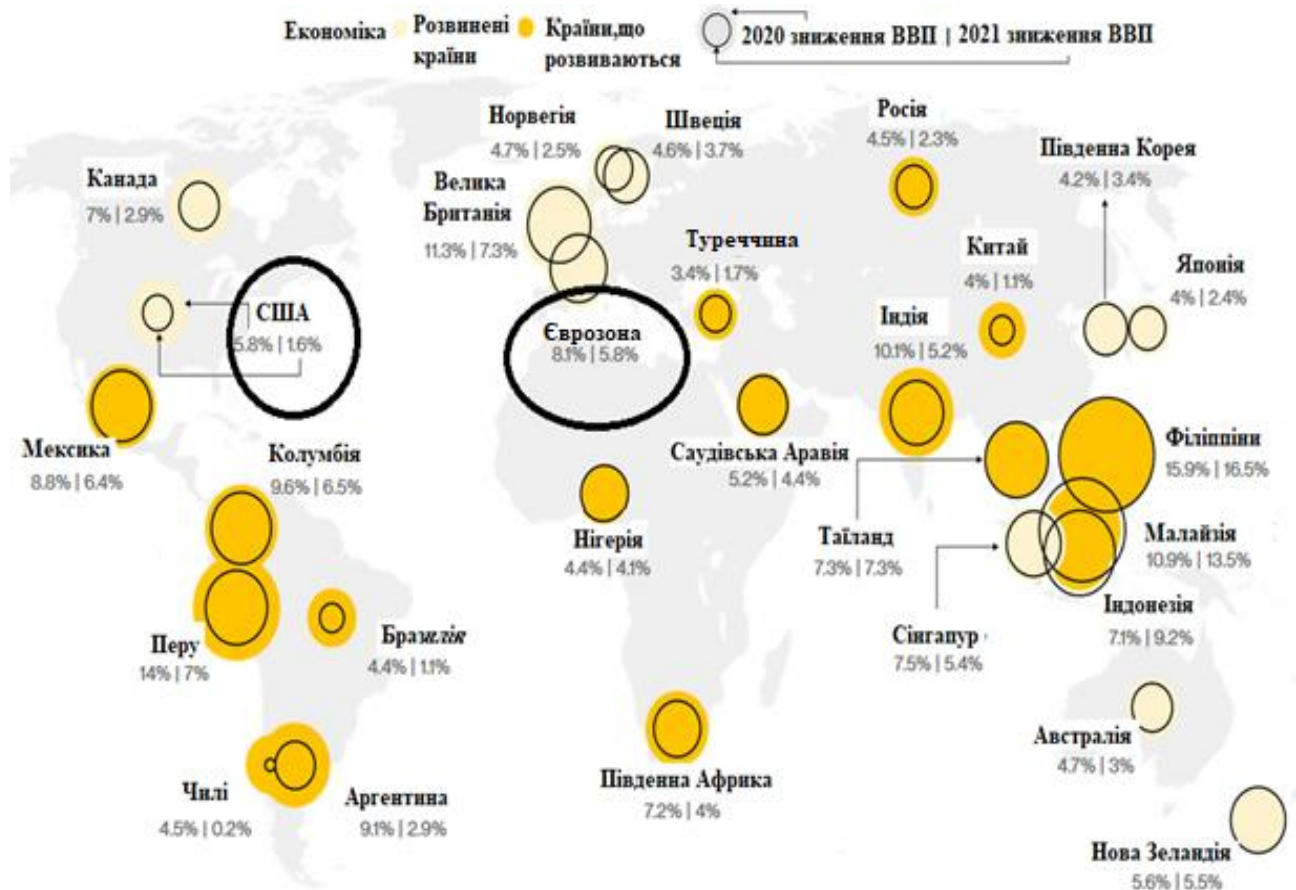 Економіка
Розвинені
країни
Країни,що
розвиваються
2020 зниження ВВП | 2021 зниження ВВП
Норвегія
4.7% | 2.5%
Швеція
4.6% | 3.7%
Росія
4.5% | 2.3%
Південна Корея
4.2% | 3.4%
Канада
7% | 2.9%
Велика
Британія
11.3% | 7.3%
Туреччина
3.4% | 1.7%
Китай
4% | 1.1%
Японія
4% | 2.4%
США
5.8% | 1.6%
Єврозона
8.1% | 5.8%
Індія
10.1% | 5.2%
Мексика
8.8% | 6.4%
Колумбія
9.6% | 6.5%
Саудівська Аравія
5.2% | 4.4%
Філіппіни
15.9% | 16.5%
Нігерія
4.4% | 4.1%
Таїланд
7.3% | 7.3%
Малайзія
10.9% | 13.5%
Індонезія
7.1% | 9.2%
Перу
14% | 7%
Бразилія
4.4% | 1.1%
Сінгапур
7.5% | 5.4%
Австралія
4.7% | 3%
Південна Африка
7.2% | 4%
Чилі
4.5% | 0.2%
Аргентина
9.1% | 2.9%
Нова Зеландія
5.6% | 5.5%